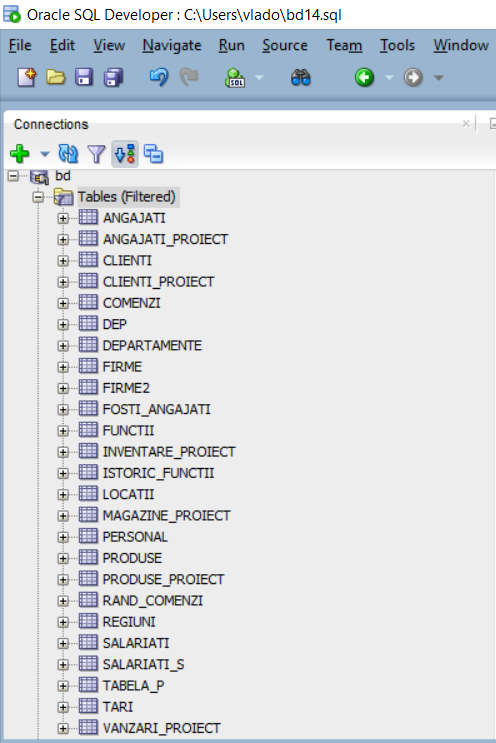 Oracle SQL Developer : C:\Users\vlado\bd14.sql
File Edit View Navigate Run Source Team Tools Window
SQL
Connections
bd
Tables (Filtered)
ANGAJATI
ANGAJATI_PROIECT
CLIENTI
CLIENTI_PROIECT
COMENZI
DEP
DEPARTAMENTE
FIRME
FIRME2
FOSTI_ANGAJATI
FUNCTII
INVENTARE_PROIECT
ISTORIC_FUNCTII
LOCATII
MAGAZINE_PROIECT
PERSONAL
PRODUSE
PRODUSE_PROIECT
RAND_COMENZI
REGIUNI
SALARIATI
SALARIATI_S
TABELA_P
TARI
VANZARI_PROIECT